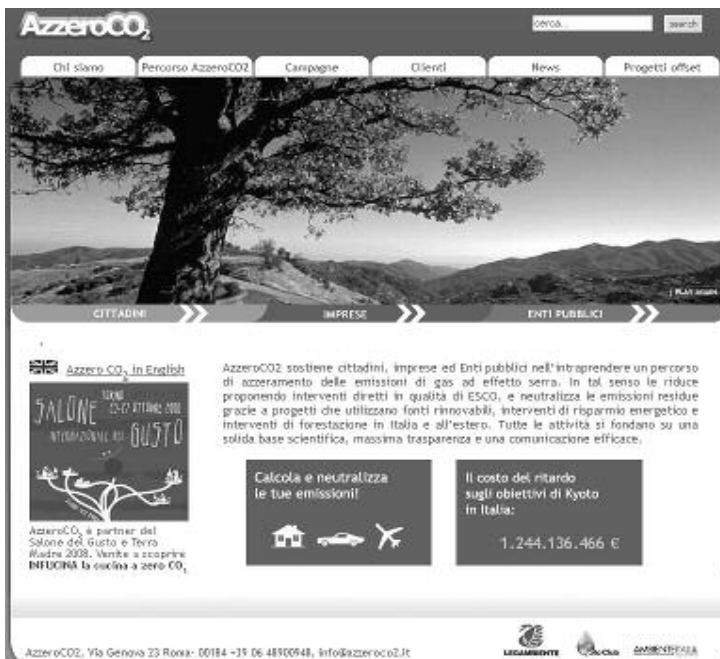 AzzeroCO2
cerca...
search
Chi siamo
Percorso AzzeroCO2
Campagne
Clienti
News
Progetti offset
PLAY AGAIN
CITTADINI
IMPRESE
ENTI PUBBLICI
Azzero CO2 in English
SALONE TORINO
23-27 OTTOBRE 2008
INTERNAZIONALE DEL GUSTO
AzzeroCO2 è partner del
Salone del Gusto e Terra
Madre 2008. Venite a scoprire
INFUCINA la cucina a zero CO2
AzzeroCO2 sostiene cittadini, imprese ed Enti pubblici nell'intraprendere un percorso
di azzeramento delle emissioni di gas ad effetto serra. In tal senso le riduce
proponendo interventi diretti in qualità di ESCO, e neutralizza le emissioni residue
grazie a progetti che utilizzano fonti rinnovabili, interventi di risparmio energetico e
interventi di forestazione in Italia e all'estero. Tutte le attività si fondano su una
solida base scientifica, massima trasparenza e una comunicazione efficace.
Calcola e neutralizza
le tue emissioni!
Il costo del ritardo
sugli obiettivi di Kyoto
in Italia:
1.244.136.466 €
AzzeroCO2, Via Genova 23 Roma- 00184 +39 06 48900948, info@azzeroco2.it
LEGAMBIENTE
AMBIENTEITALIA